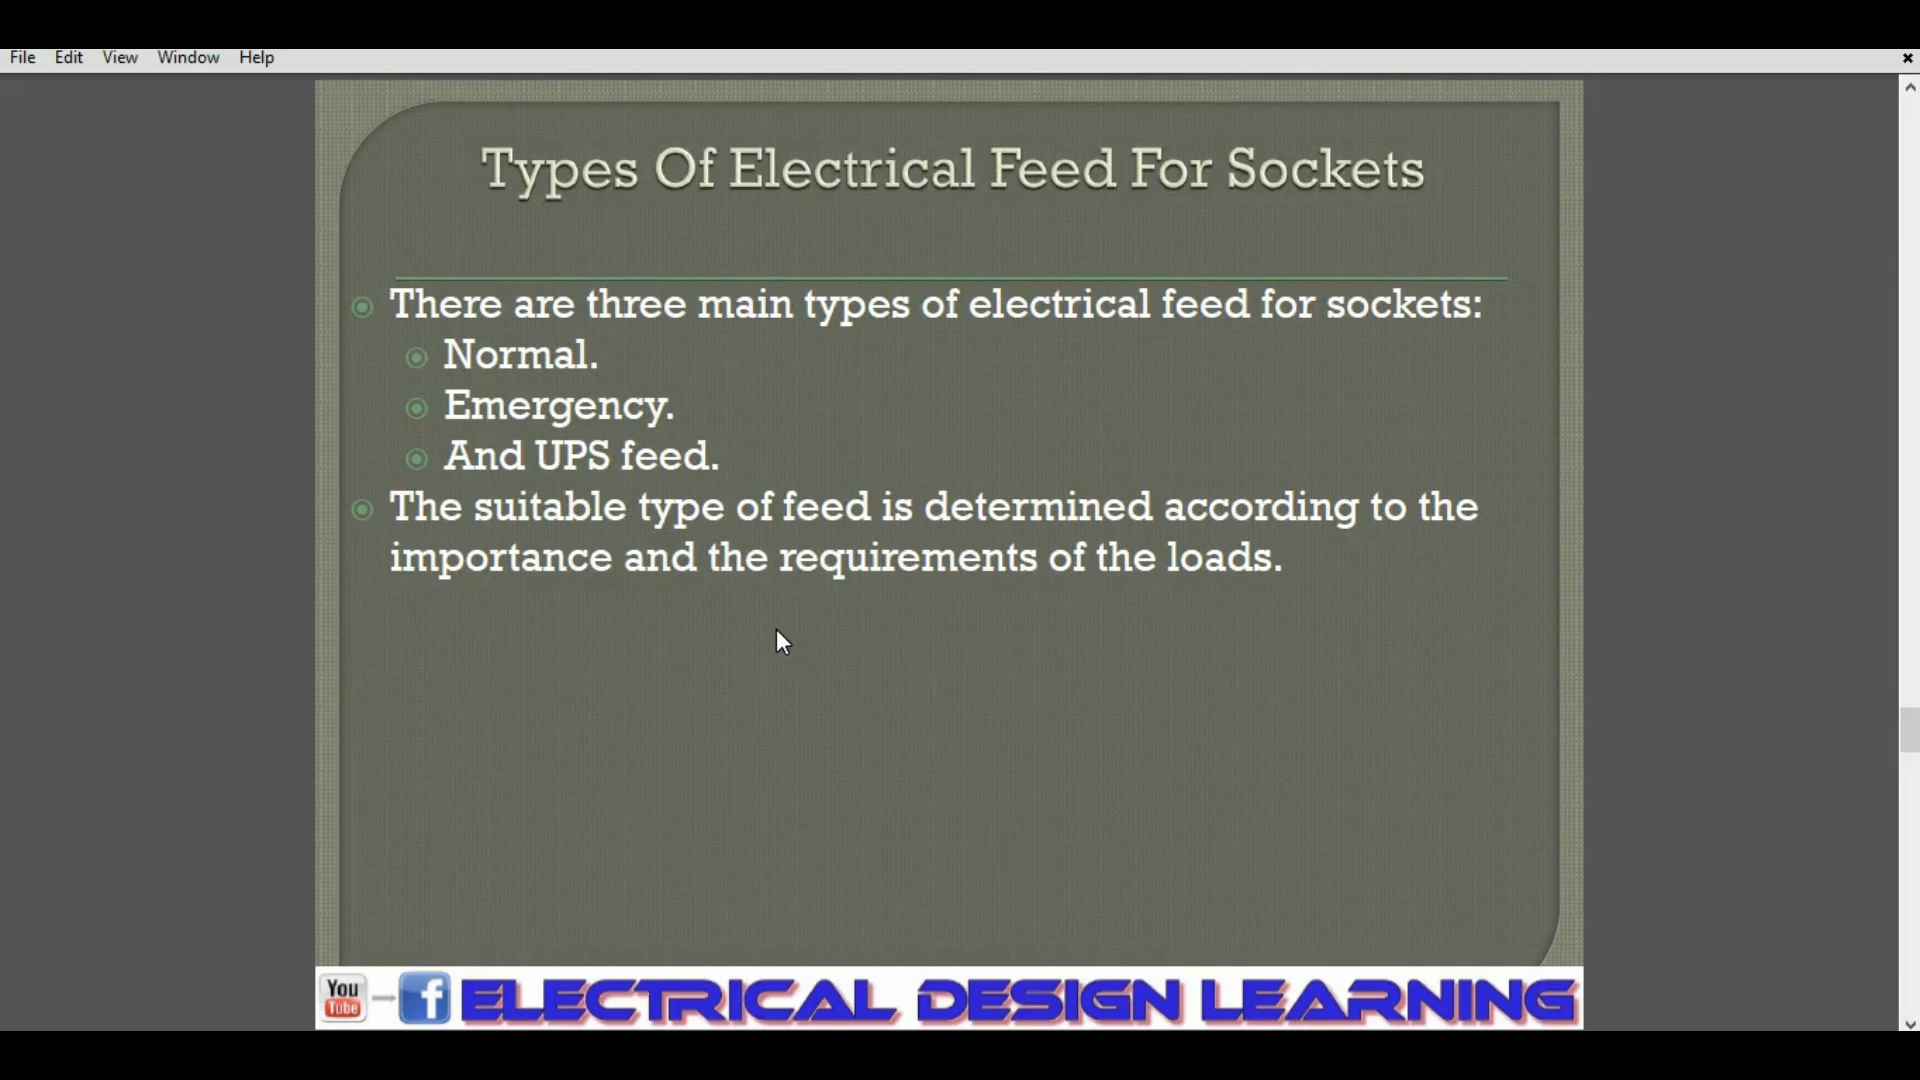 File Edit View Window Help
Types Of Electrical Feed For Sockets
There are three main types of electrical feed for sockets:
Normal.
Emergency.
And UPS feed.
The suitable type of feed is determined according to the
importance and the requirements of the loads.
You Tube f ELECTRICAL DESIGN LEARNING